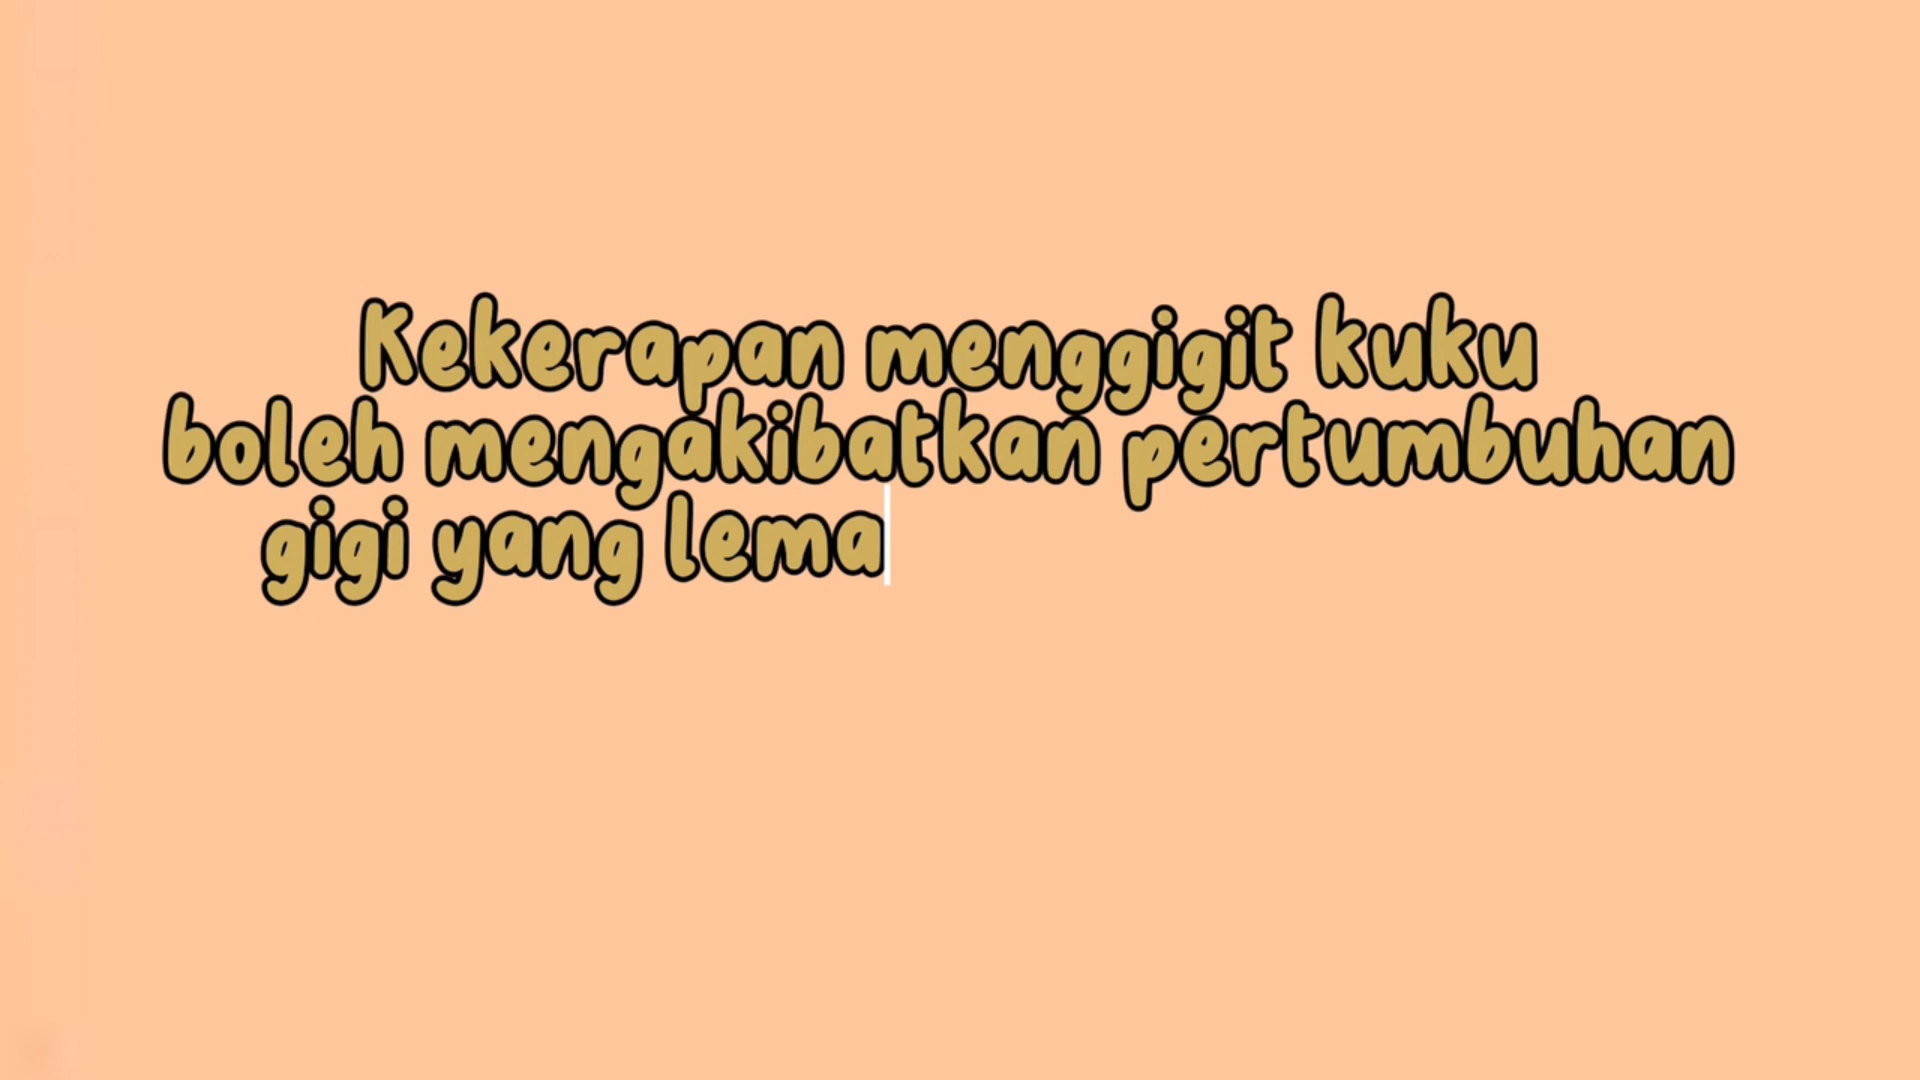 Kekerapan menggigit kuku
boleh mengakibatkan pertumbuhan
gigi yang lema